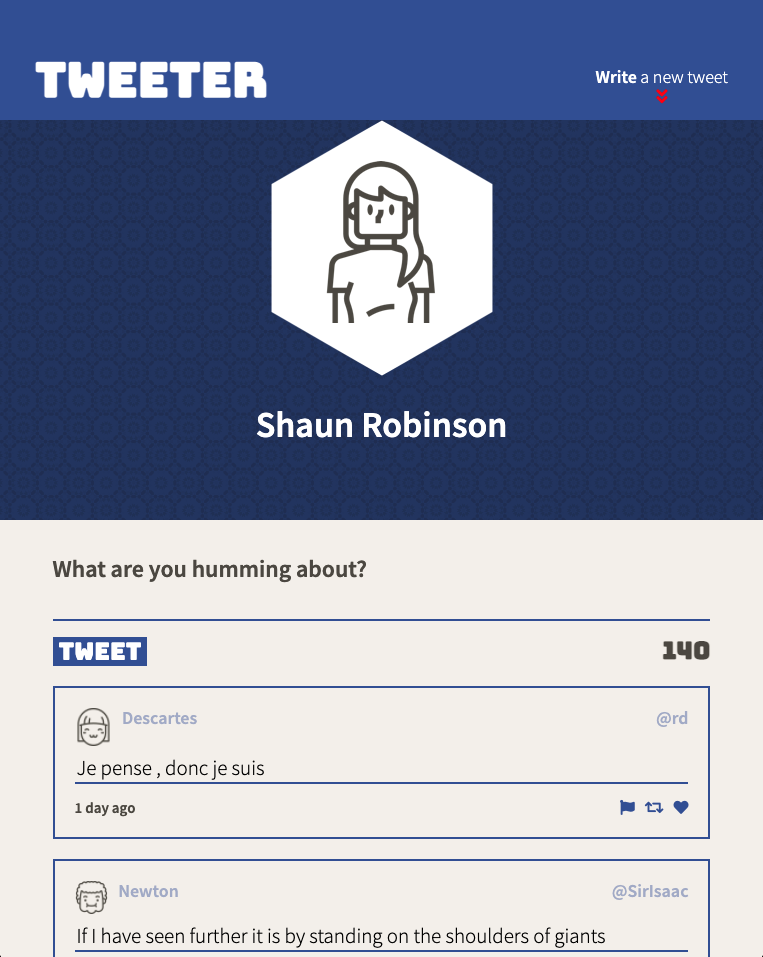 TWEETER
Write a new tweet
Shaun Robinson
What are you humming about?
TWEET
140
Descartes
@rd
Je pense , donc je suis
1 day ago
Newton
@SirIsaac
If I have seen further it is by standing on the shoulders of giants